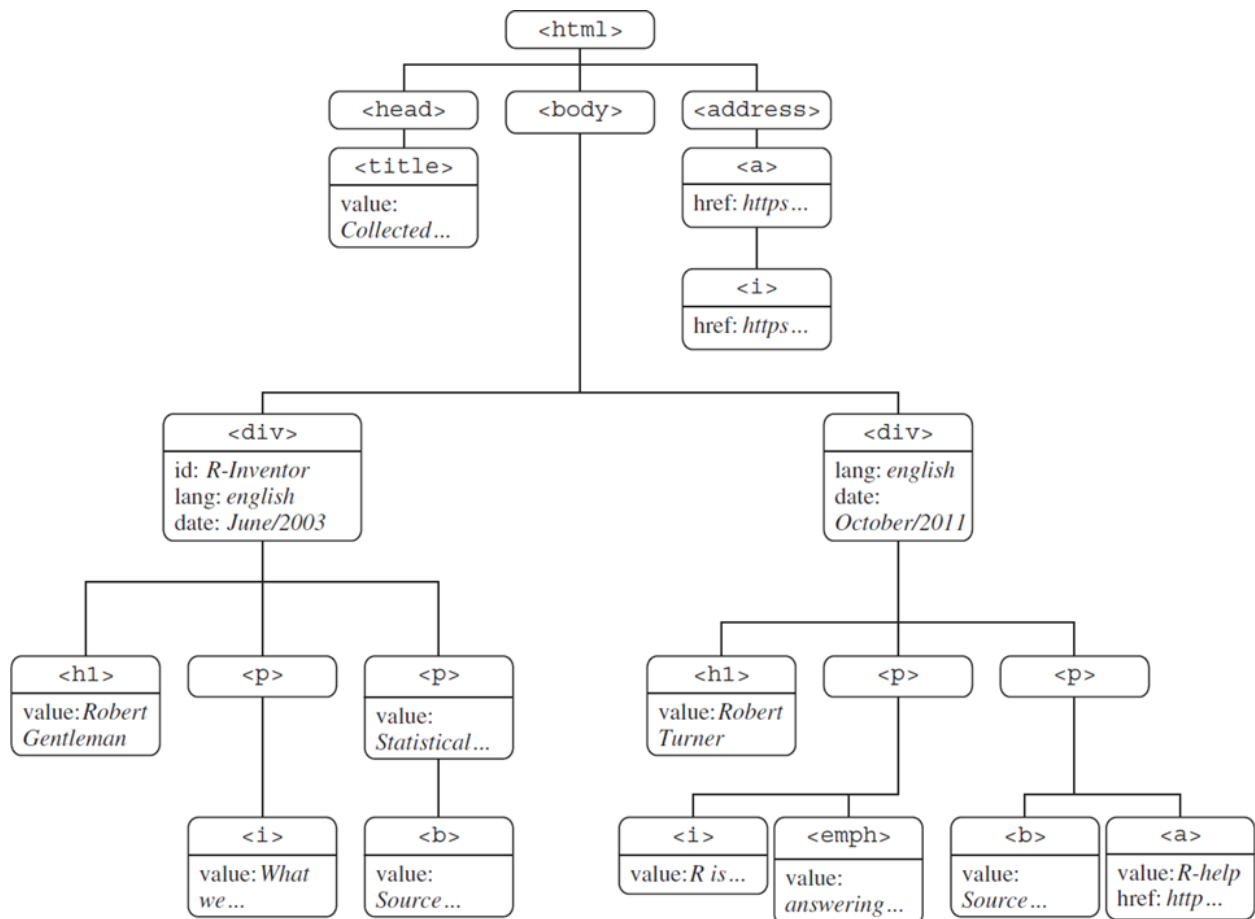 <html>
<head>
<body>
<address>
<title>
value:
Collected...
<a>
href: https...
<i>
href: https...
<div>
id: R-Inventor
lang: english
date: June/2003
<div>
lang: english
date:
October/2011
<h1>
value: Robert
Gentleman
<p>
<p>
value:
Statistical...
<h1>
value: Robert
Turner
<p>
<p>
<i>
value: What
we...
<b>
value:
Source...
<i>
value: R is...
<emph>
value:
answering...
<b>
value:
Source...
<a>
value: R-help
href: http...